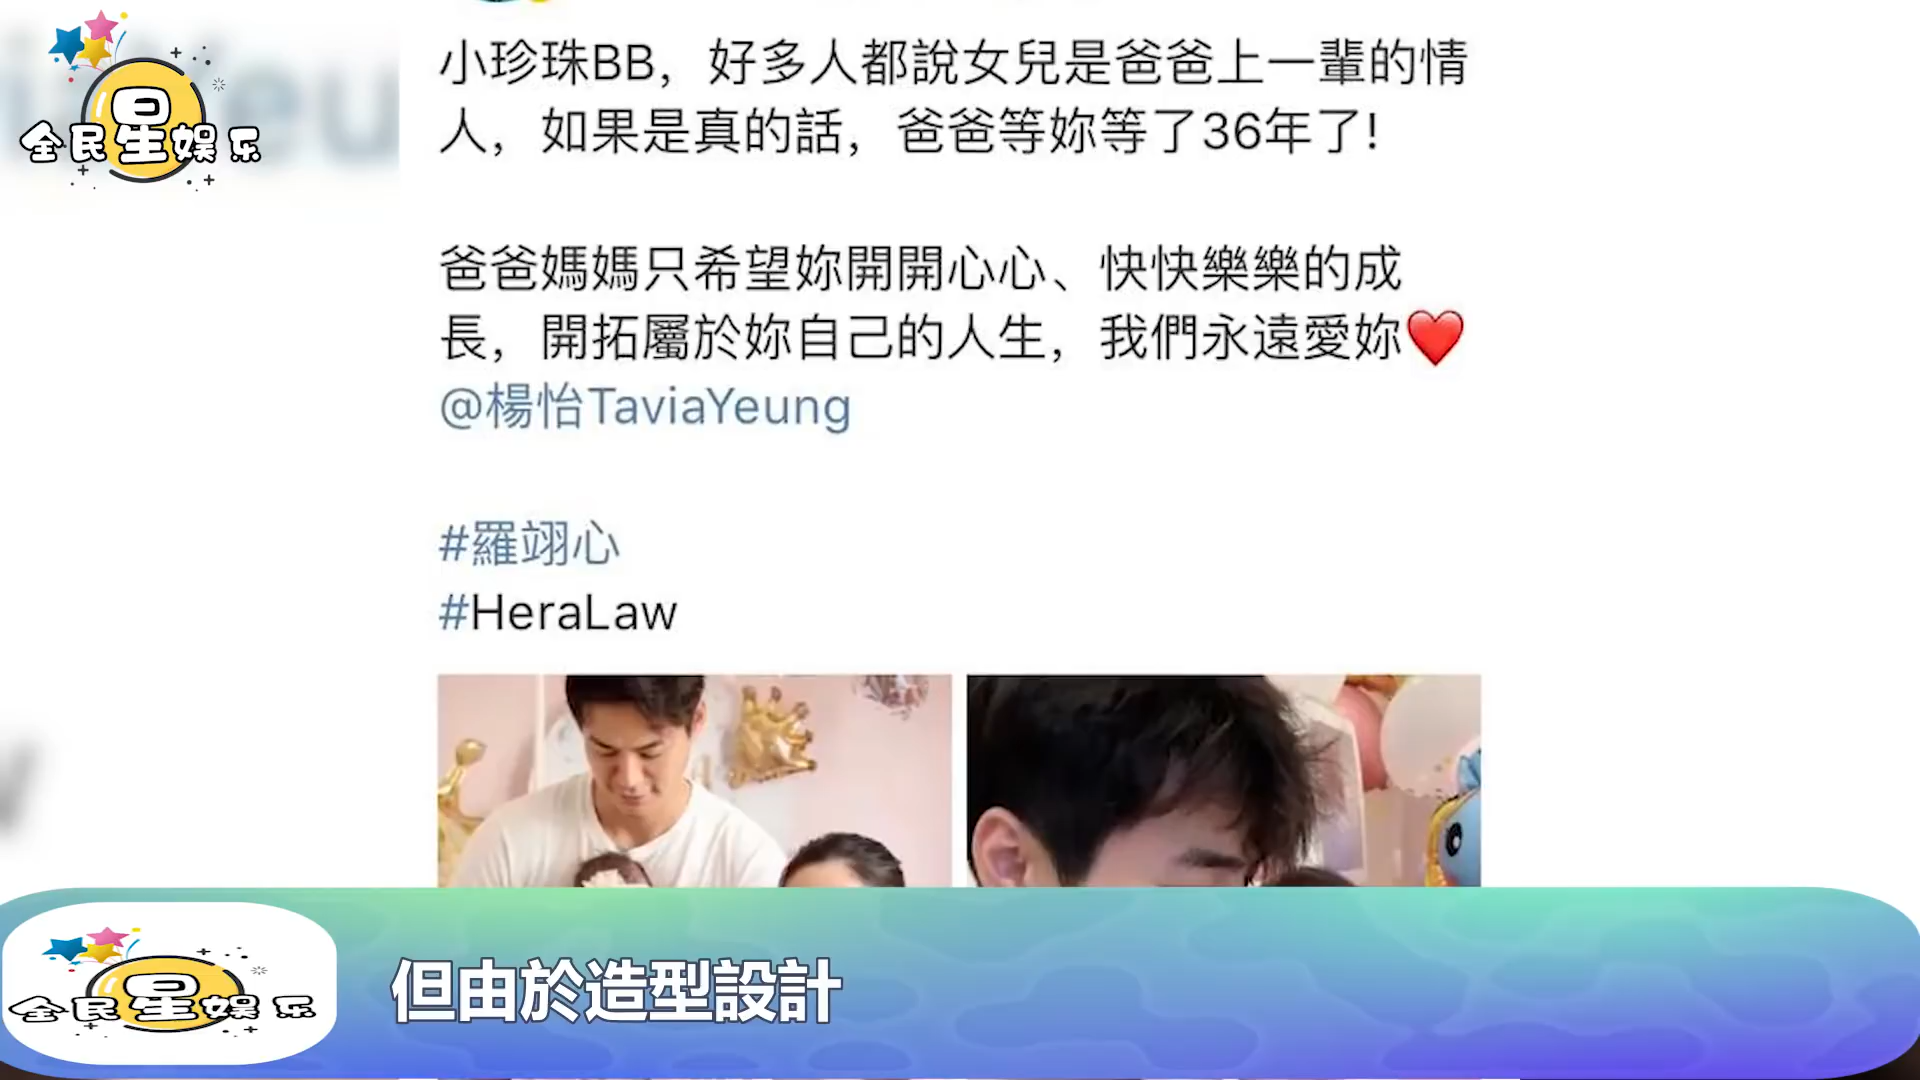 全民星娱乐
小珍珠BB，好多人都說女兒是爸爸上一輩的情
人，如果是真的話，爸爸等妳等了36年了!
爸爸媽媽只希望妳開開心心、快快樂樂的成
長，開拓屬於妳自己的人生，我們永遠愛妳❤️
@楊怡TaviaYeung
#羅翊心
#HeraLaw
全民星娱乐
但由於造型設計